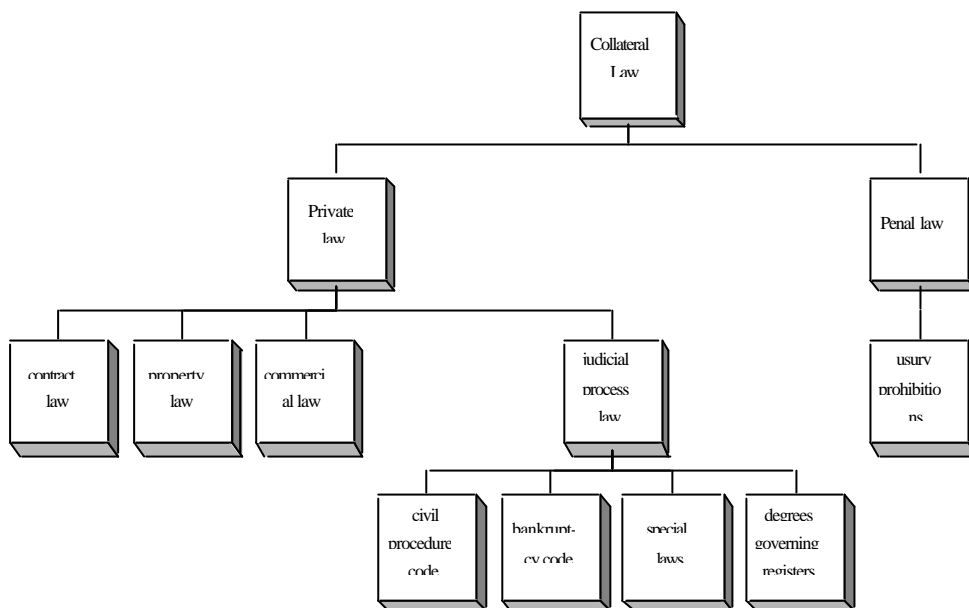 Collateral
Law
Private
law
Penal law
contract
law
property
law
commerci
al law
judicial
process
law
usury
prohibitio
ns
civil
procedure
code
bankrupt-
cy code
special
laws
degrees
governing
registers